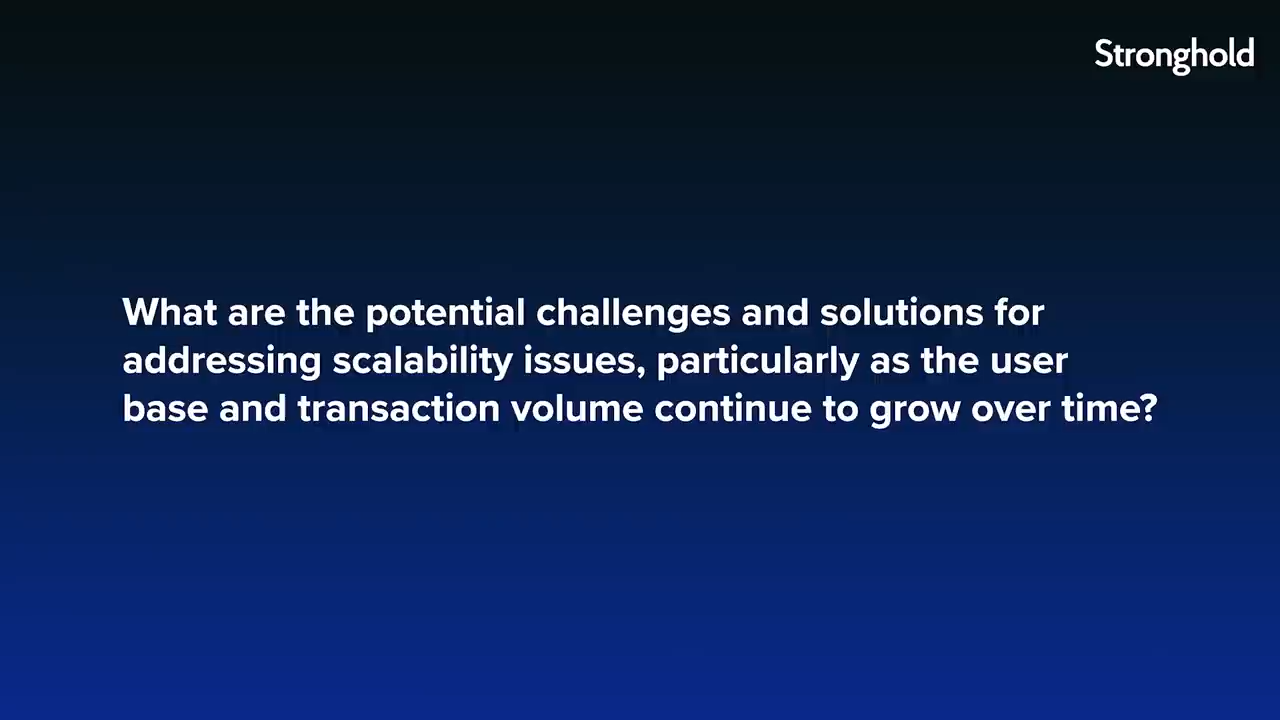 Stronghold
What are the potential challenges and solutions for
addressing scalability issues, particularly as the user
base and transaction volume continue to grow over time?